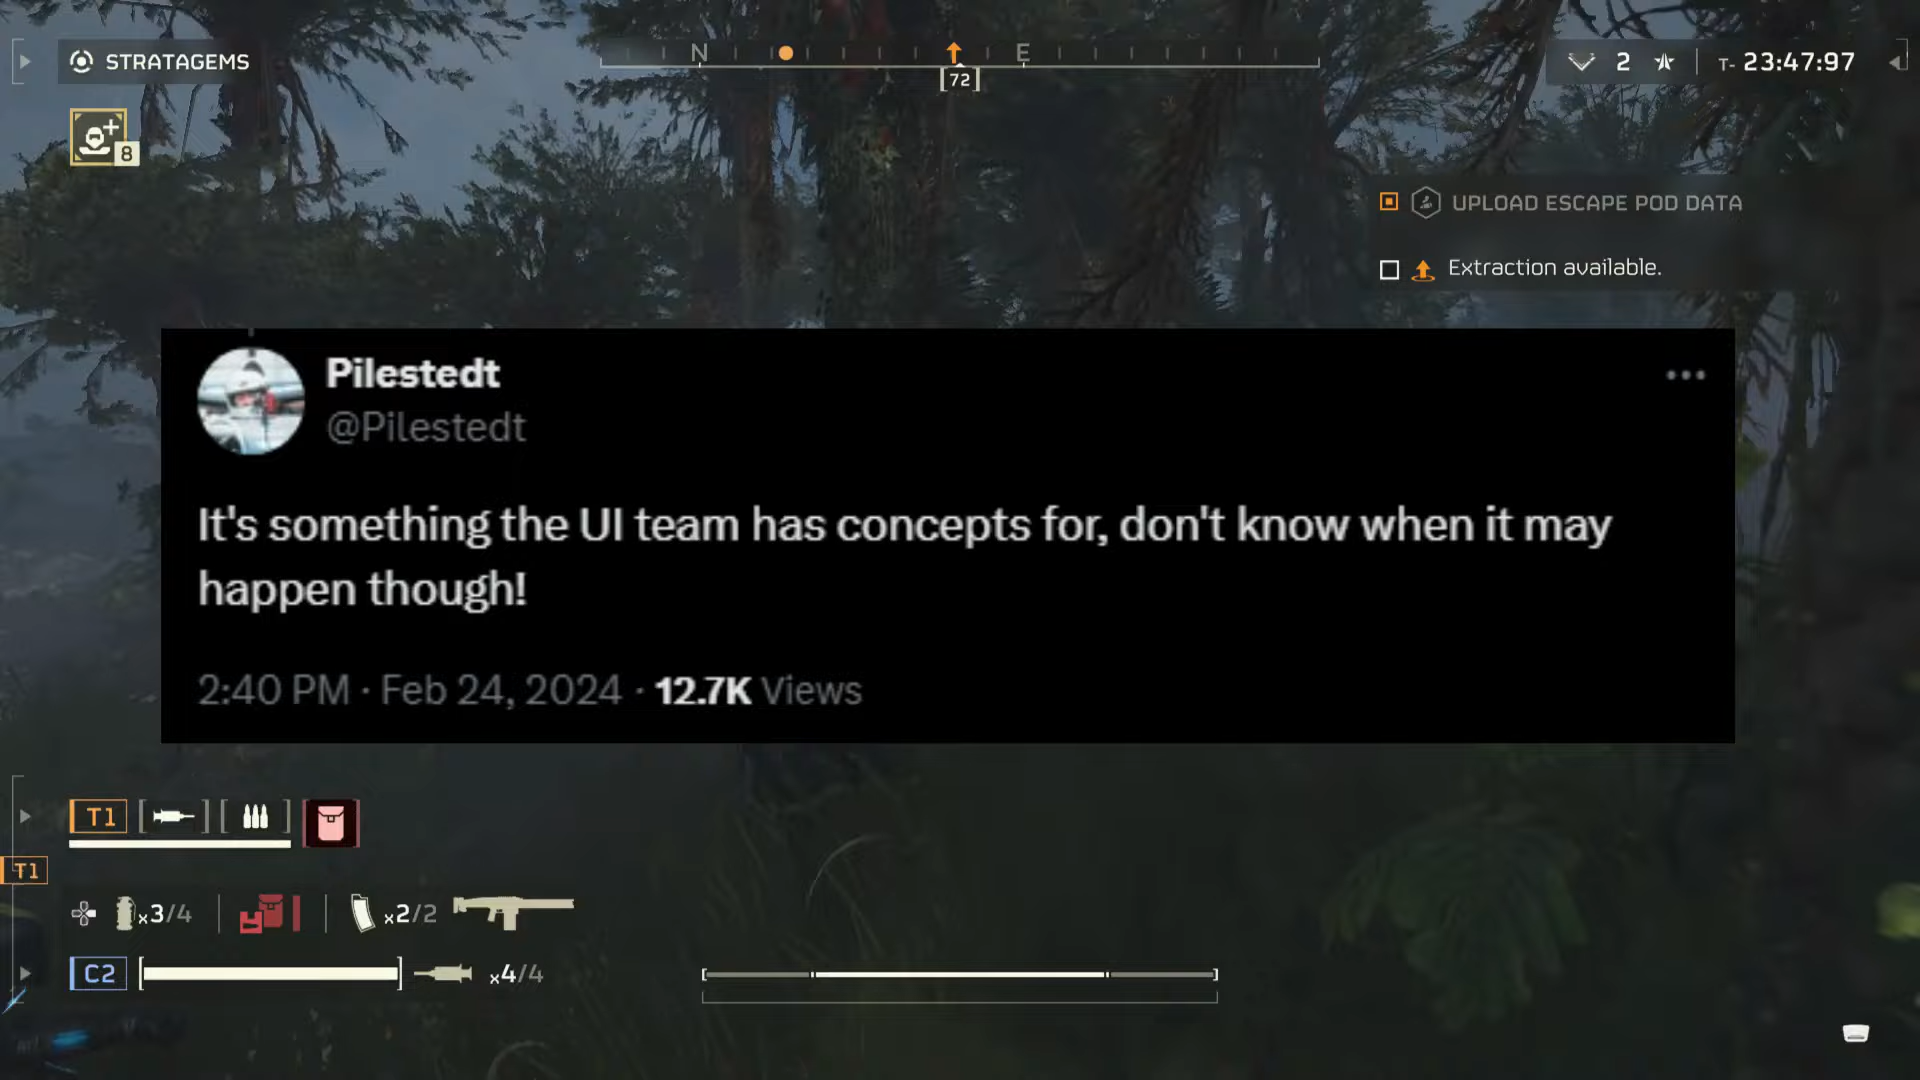 STRATAGEMS
N
E
[72]
2
T- 23:47:97
8
UPLOAD ESCAPE POD DATA
Extraction available.
Pilestedt
@Pilestedt
It's something the UI team has concepts for, don't know when it may
happen though!
2:40 PM · Feb 24, 2024 · 12.7K Views
T1
T1
x3/4
x2/2
C2
x4/4